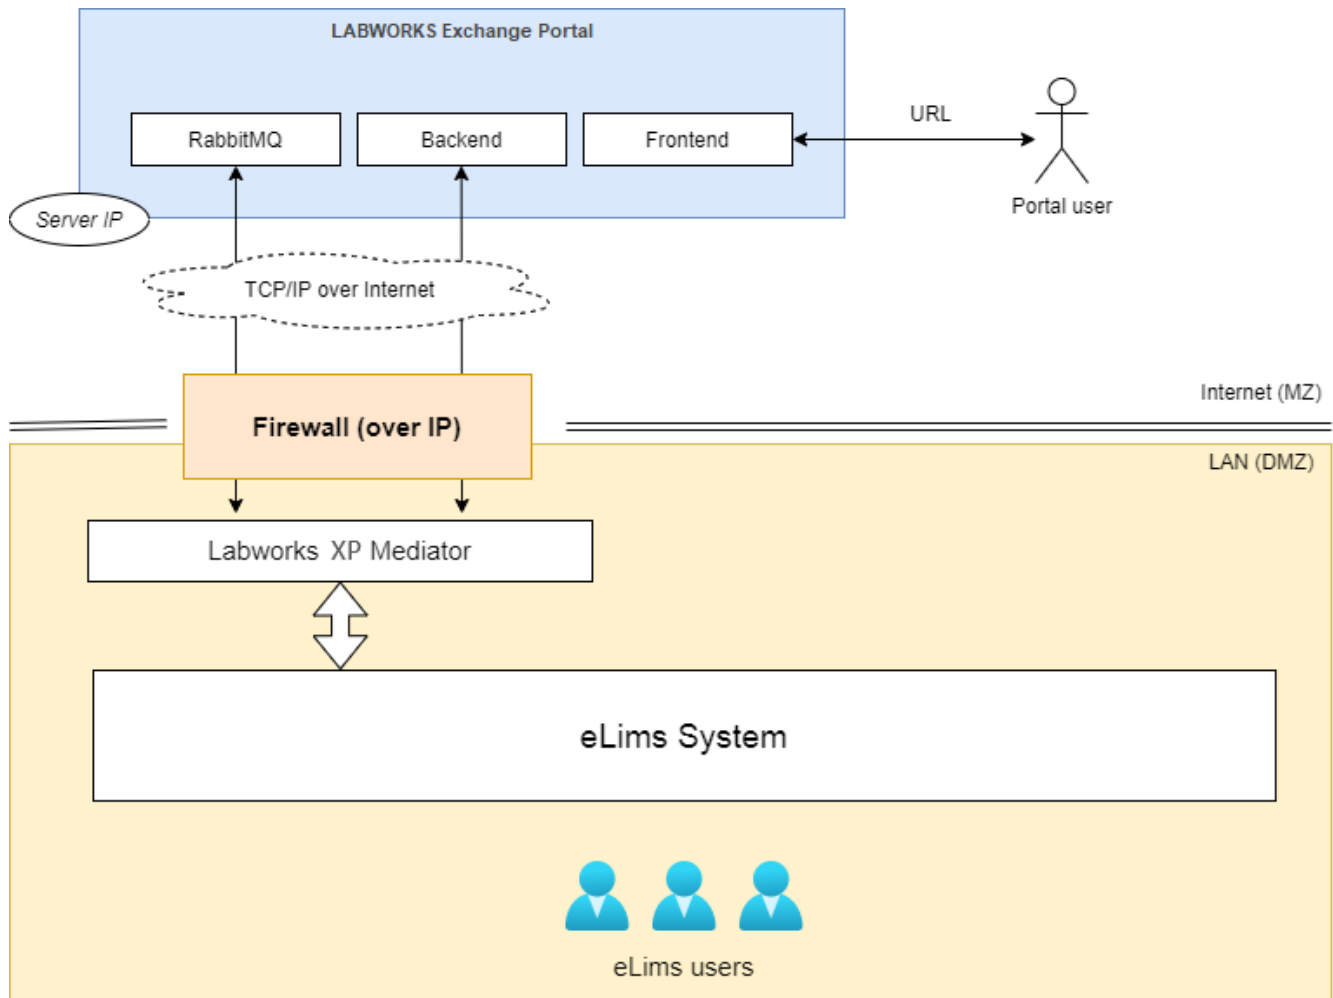 LABWORKS Exchange Portal
RabbitMQ
Backend
Frontend
URL
Portal user
Server IP
TCP/IP over Internet
Internet (MZ)
Firewall (over IP)
LAN (DMZ)
Labworks XP Mediator
eLims System
eLims users